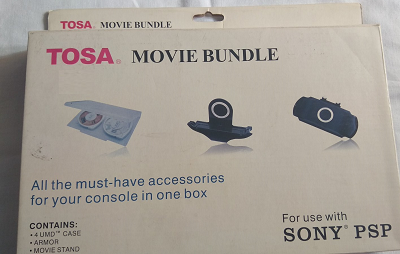 TOSA® MOVIE BUNDLE
TOSA® MOVIE BUNDLE
All the must-have accessories
for your console in one box
CONTAINS:
• 4 UMD™ CASE
• ARMOR
• MOVIE STAND
For use with
SONY® PSP